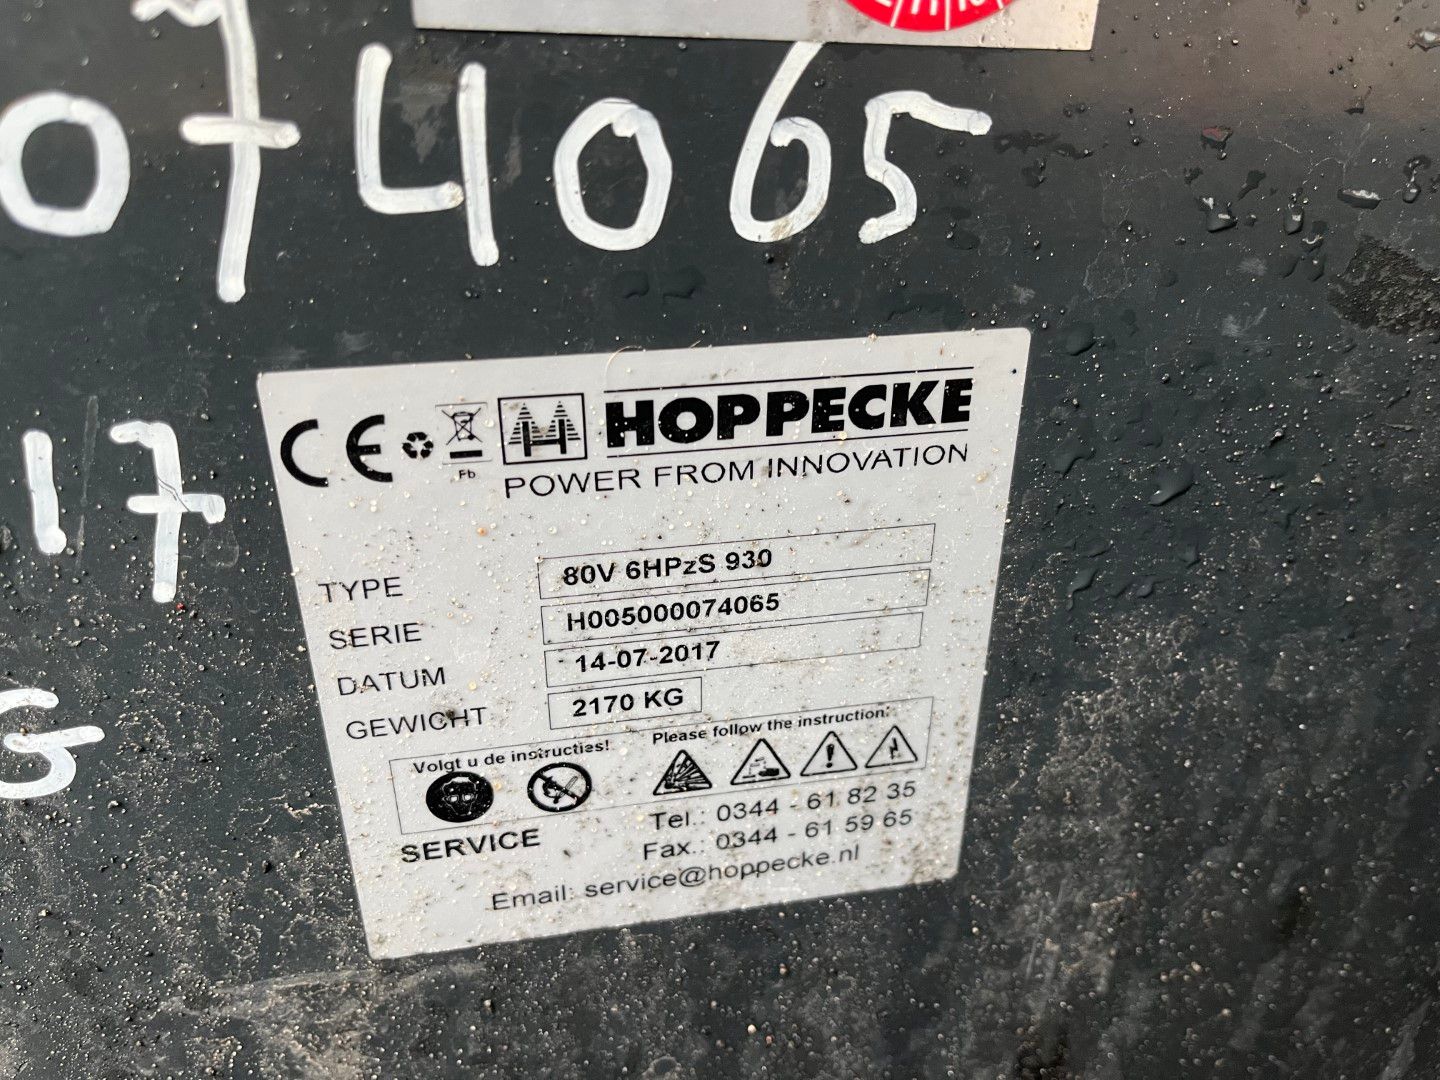 074065
17
G
CE
Pb
HOPPECKE
POWER FROM INNOVATION
TYPE 80V 6HPzS 930
SERIE H005000074065
DATUM 14-07-2017
GEWICHT 2170 KG
Volgt u de instructies! Please follow the instruction:
SERVICE
Tel.: 0344 - 61 82 35
Fax.: 0344 - 61 59 65
Email: service@hoppecke.nl